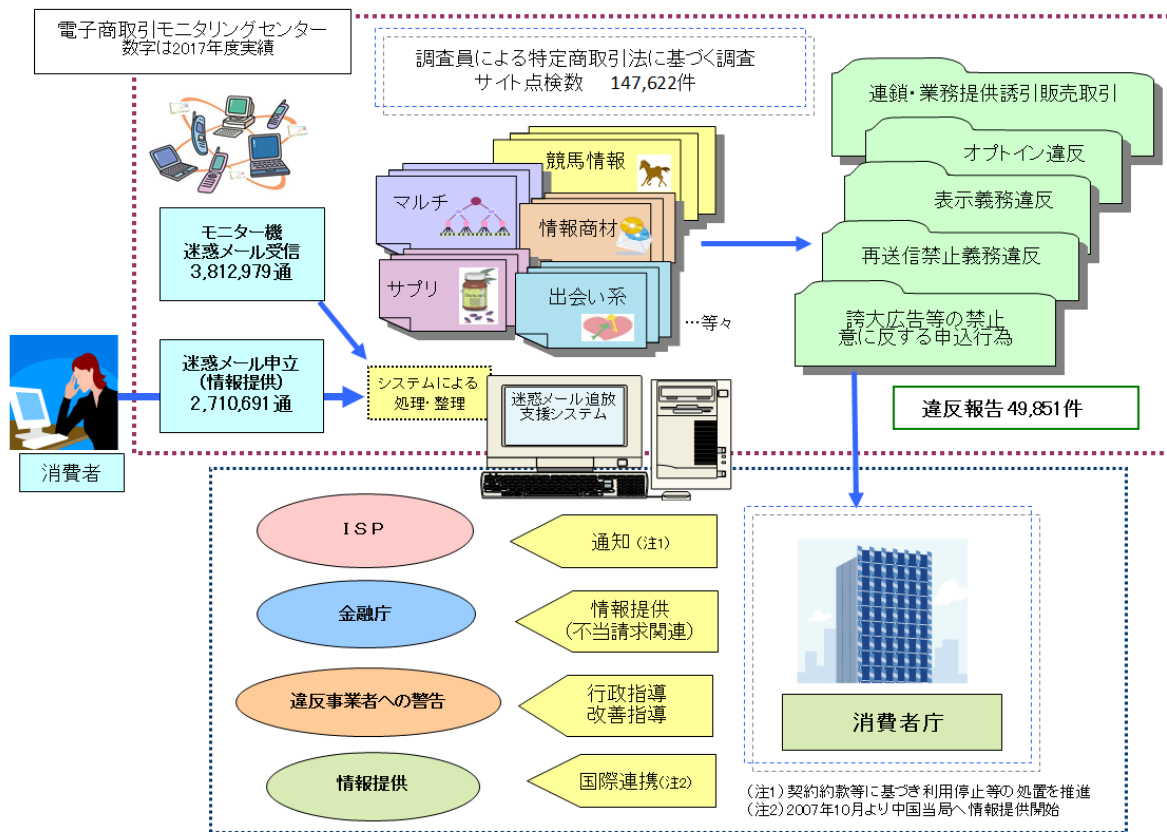 電子商取引モニタリングセンター
数字は2017年度実績
調査員による特定商取引法に基づく調査
サイト点検数 147,622件
連鎖・業務提供誘引販売取引
オプトイン違反
表示義務違反
再送信禁止義務違反
誇大広告等の禁止
意に反する申込行為
競馬情報
マルチ
情報商材
サプリ
出会い系
…等々
モニター機
迷惑メール受信
3,812,979通
迷惑メール申立
(情報提供)
2,710,691通
システムによる
処理・整理
迷惑メール追放
支援システム
違反報告 49,851件
消費者
ISP
通知(注1)
金融庁
情報提供
(不当請求関連)
違反事業者への警告
行政指導
改善指導
情報提供
国際連携(注2)
消費者庁
(注1)契約約款等に基づき利用停止等の処置を推進
(注2)2007年10月より中国当局へ情報提供開始